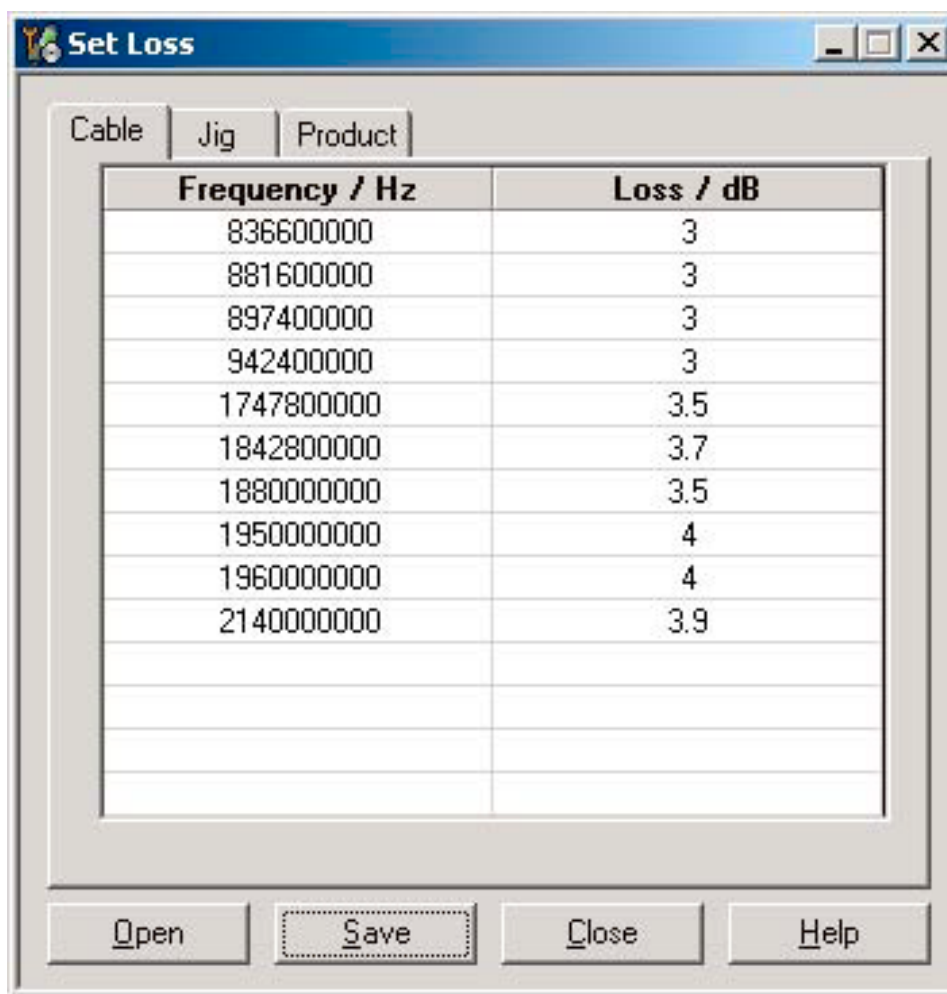 Set Loss
Cable Jig Product
Frequency / Hz Loss / dB
836600000 3
881600000 3
897400000 3
942400000 3
1747800000 3.5
1842800000 3.7
1880000000 3.5
1950000000 4
1960000000 4
2140000000 3.9
Open Save Close Help